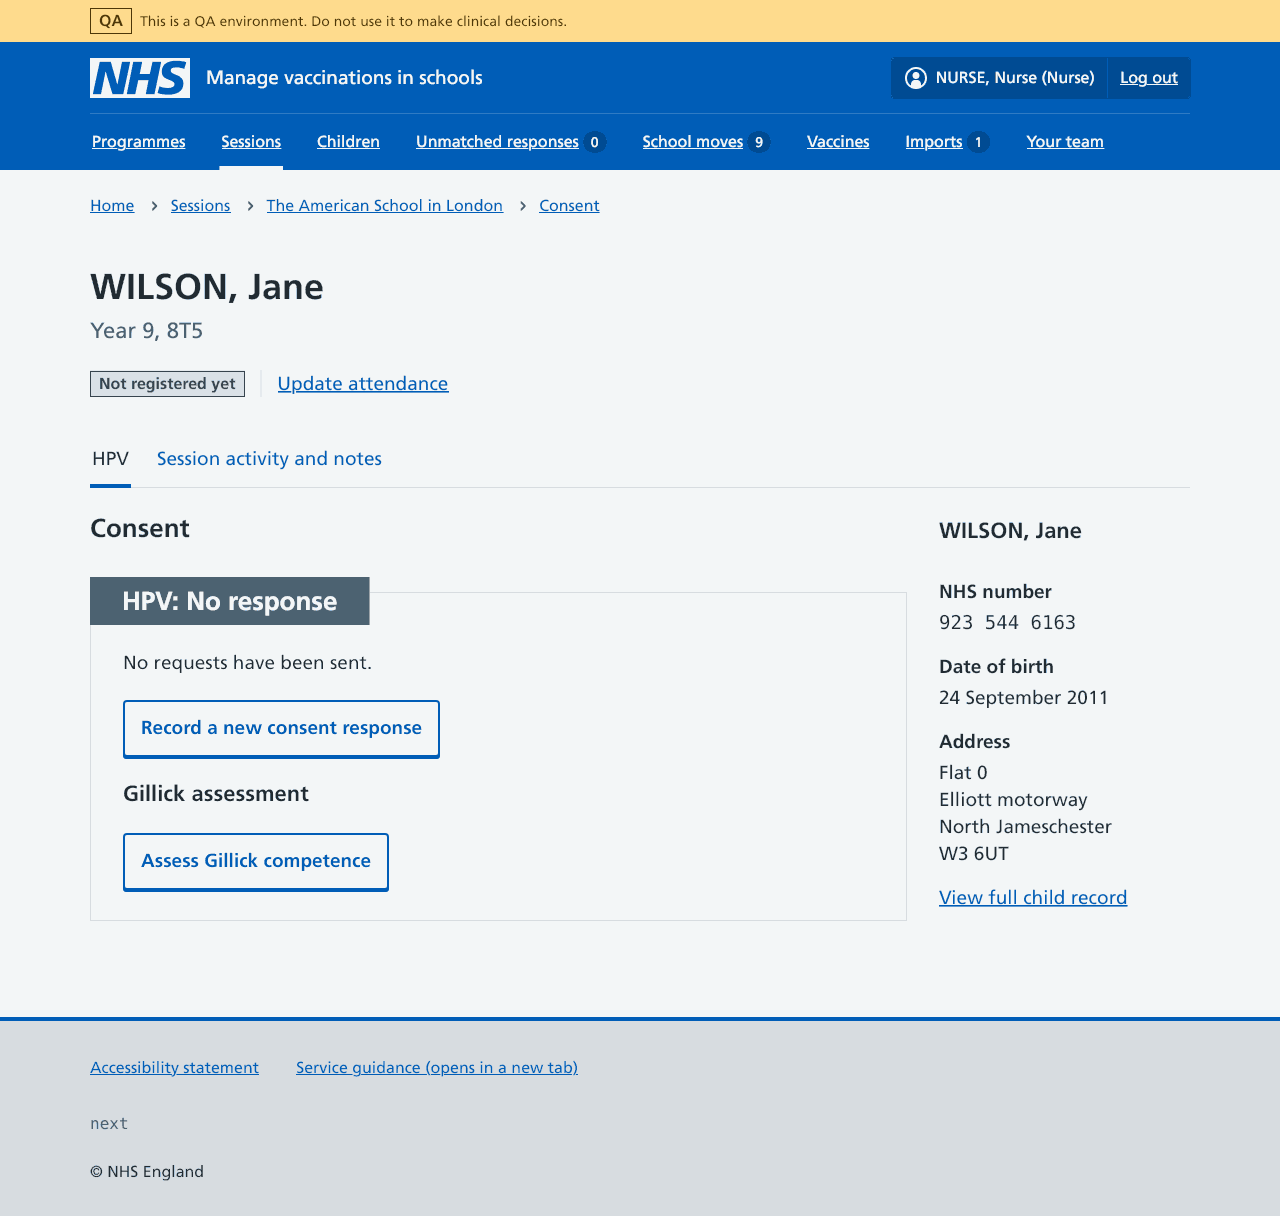 QA This is a QA environment. Do not use it to make clinical decisions.
NHS Manage vaccinations in schools NURSE, Nurse (Nurse) Log out
Programmes Sessions Children Unmatched responses 0 School moves 9 Vaccines Imports 1 Your team
Home › Sessions › The American School in London › Consent
WILSON, Jane
Year 9, 8T5
Not registered yet Update attendance
HPV Session activity and notes
Consent
HPV: No response
No requests have been sent.
Record a new consent response
Gillick assessment
Assess Gillick competence
WILSON, Jane
NHS number
923 544 6163
Date of birth
24 September 2011
Address
Flat 0
Elliott motorway
North Jameschester
W3 6UT
View full child record
Accessibility statement Service guidance (opens in a new tab)
next
© NHS England